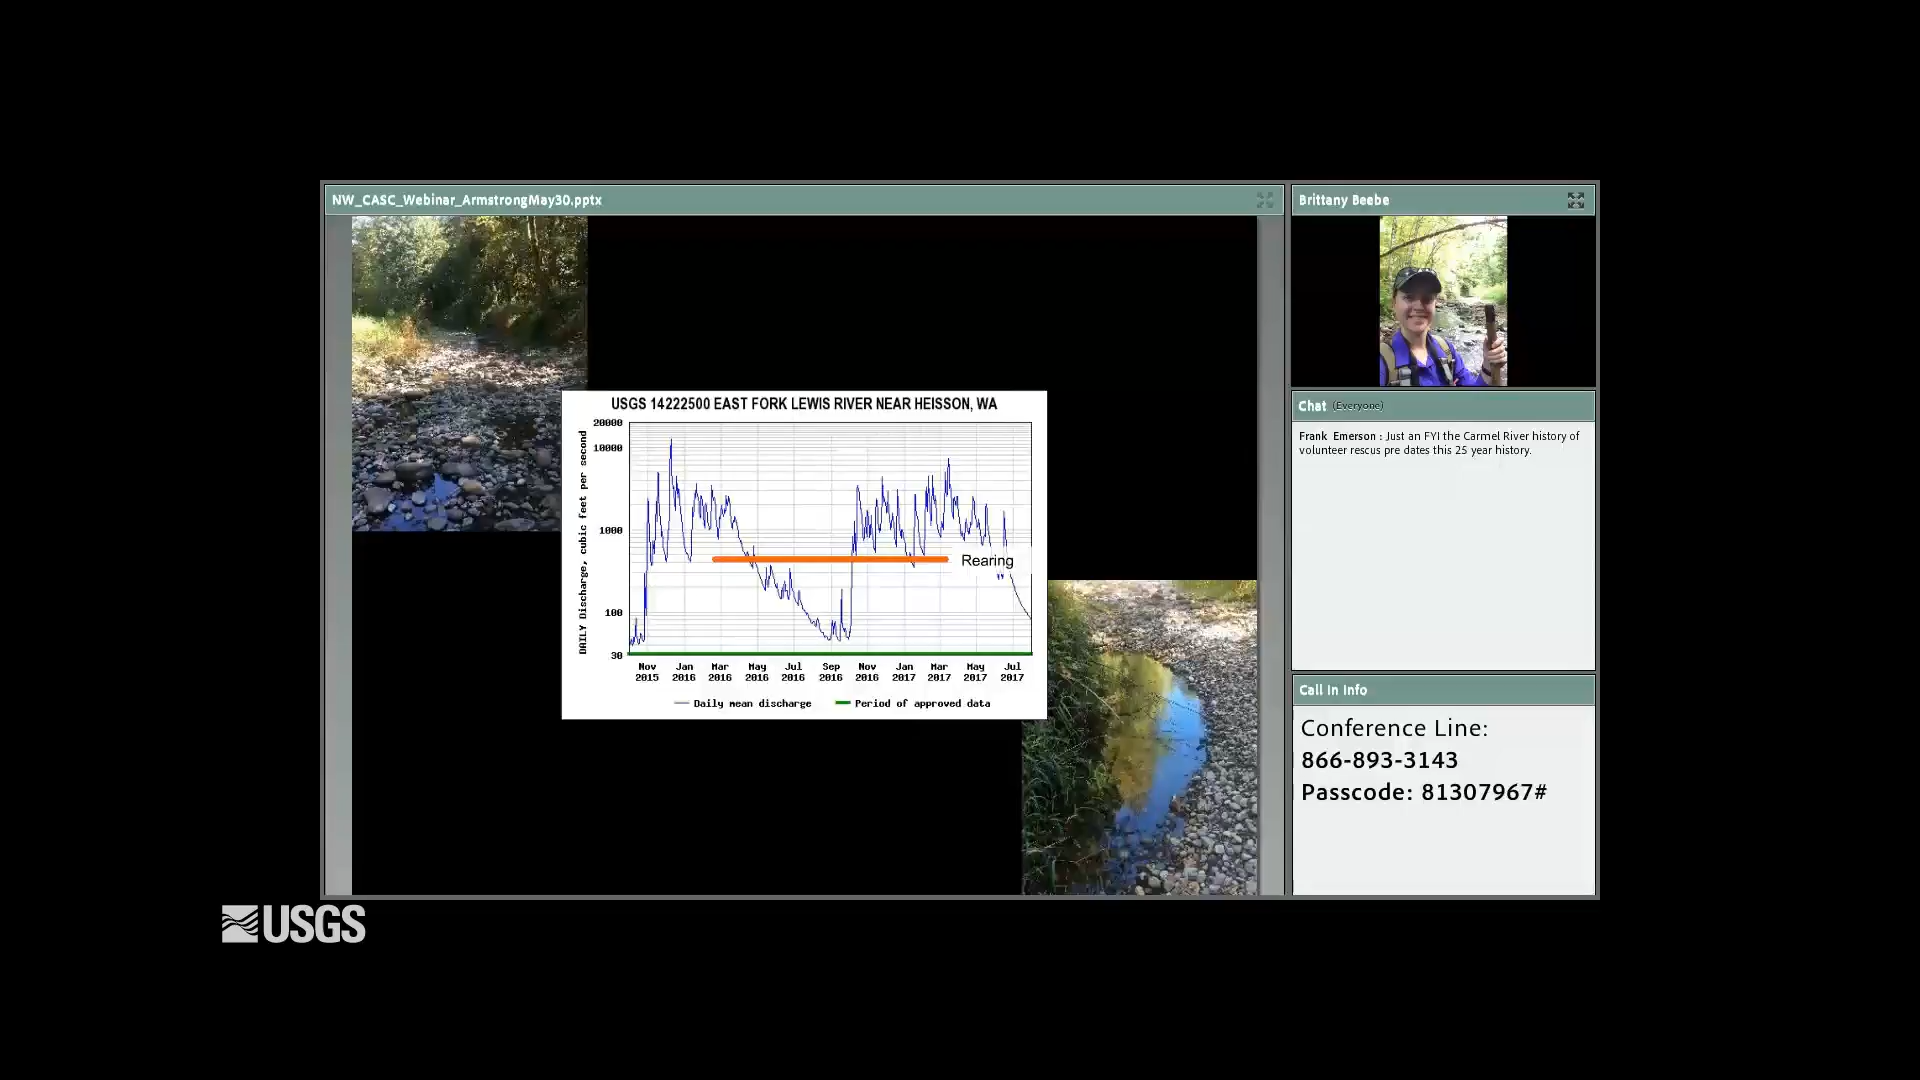 NW_CASC_Webinar_ArmstrongMay30.pptx
USGS 14222500 EAST FORK LEWIS RIVER NEAR HEISSON, WA
DAILY Discharge, cubic feet per second
20000
10000
1000
100
30
Rearing
Nov Jan Mar May Jul Sep Nov Jan Mar May Jul
2015 2016 2016 2016 2016 2016 2016 2017 2017 2017 2017
Daily mean discharge Period of approved data
Brittany Beebe
Chat (Everyone)
Frank Emerson : Just an FYI the Carmel River history of
volunteer rescus pre dates this 25 year history.
Call In Info
Conference Line:
866-893-3143
Passcode: 81307967#
USGS